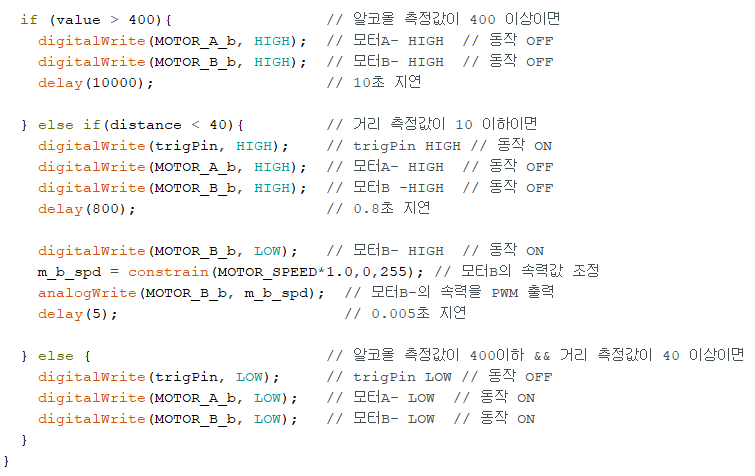 if (value > 400){ // 알코올 측정값이 400 이상이면
digitalWrite(MOTOR_A_b, HIGH); // 모터A- HIGH // 동작 OFF
digitalWrite(MOTOR_B_b, HIGH); // 모터B- HIGH // 동작 OFF
delay(10000); // 10초 지연
} else if(distance < 40){ // 거리 측정값이 10 이하이면
digitalWrite(trigPin, HIGH); // trigPin HIGH // 동작 ON
digitalWrite(MOTOR_A_b, HIGH); // 모터A- HIGH // 동작 OFF
digitalWrite(MOTOR_B_b, HIGH); // 모터B -HIGH // 동작 OFF
delay(800); // 0.8초 지연
digitalWrite(MOTOR_B_b, LOW); // 모터B- HIGH // 동작 ON
m_b_spd = constrain(MOTOR_SPEED*1.0,0,255); // 모터B의 속력값 조정
analogWrite(MOTOR_B_b, m_b_spd); // 모터B-의 속력을 PWM 출력
delay(5); // 0.005초 지연
} else { // 알코올 측정값이 400이하 && 거리 측정값이 40 이상이면
digitalWrite(trigPin, LOW); // trigPin LOW // 동작 OFF
digitalWrite(MOTOR_A_b, LOW); // 모터A- LOW // 동작 ON
digitalWrite(MOTOR_B_b, LOW); // 모터B- LOW // 동작 ON
}
}